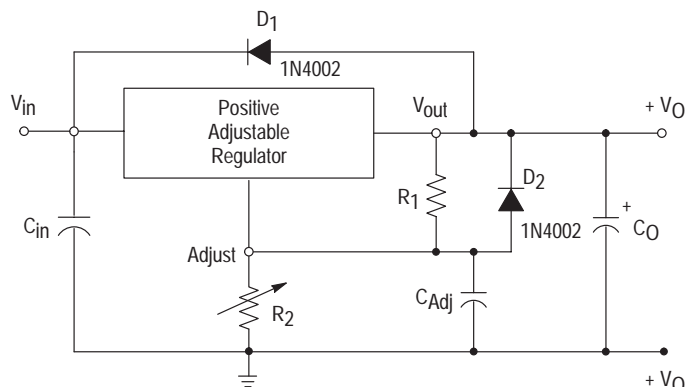 D1
1N4002
Vin
Positive
Adjustable
Regulator
Vout
+ VO
R1
D2
1N4002
+
CO
Cin
Adjust
R2
CAdj
+ VO